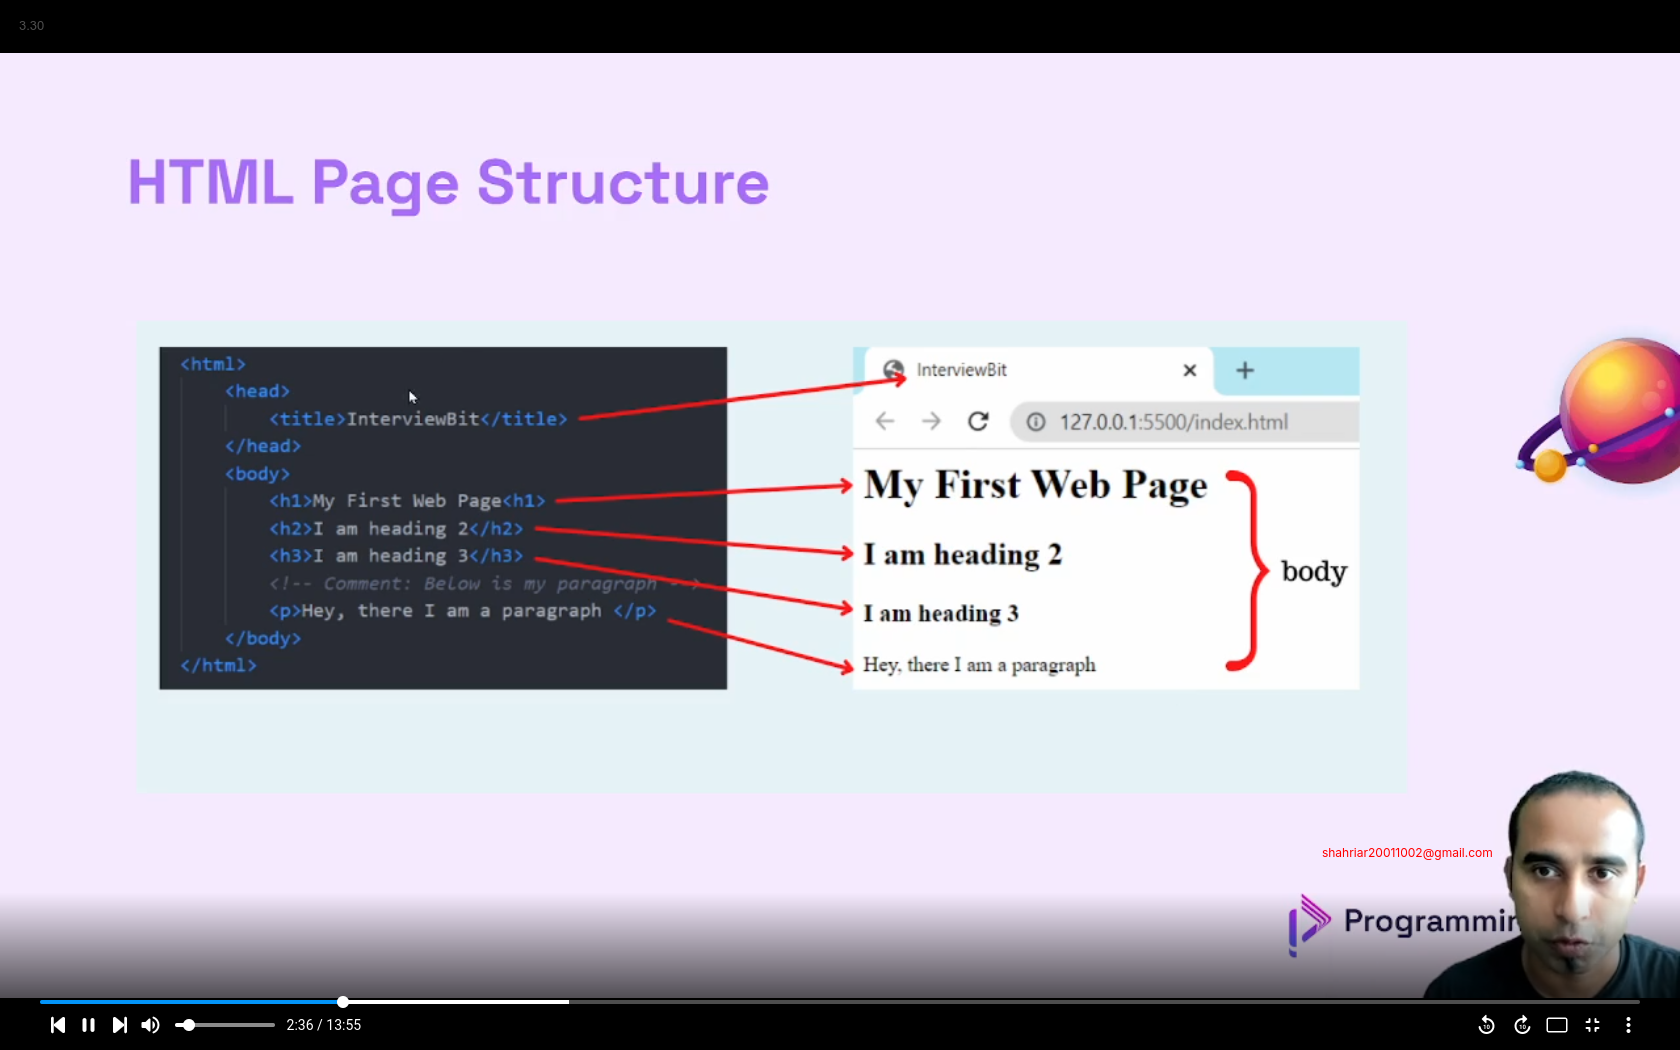 3.30
HTML Page Structure
<html>
<head>
<title>InterviewBit</title>
</head>
<body>
<h1>My First Web Page<h1>
<h2>I am heading 2</h2>
<h3>I am heading 3</h3>
<!-- Comment: Below is my paragraph -->
<p>Hey, there I am a paragraph </p>
</body>
</html>
InterviewBit
127.0.0.1:5500/index.html
My First Web Page
I am heading 2
I am heading 3
Hey, there I am a paragraph
body
shahriar20011002@gmail.com
Programmin
2:36 / 13:55
10
10